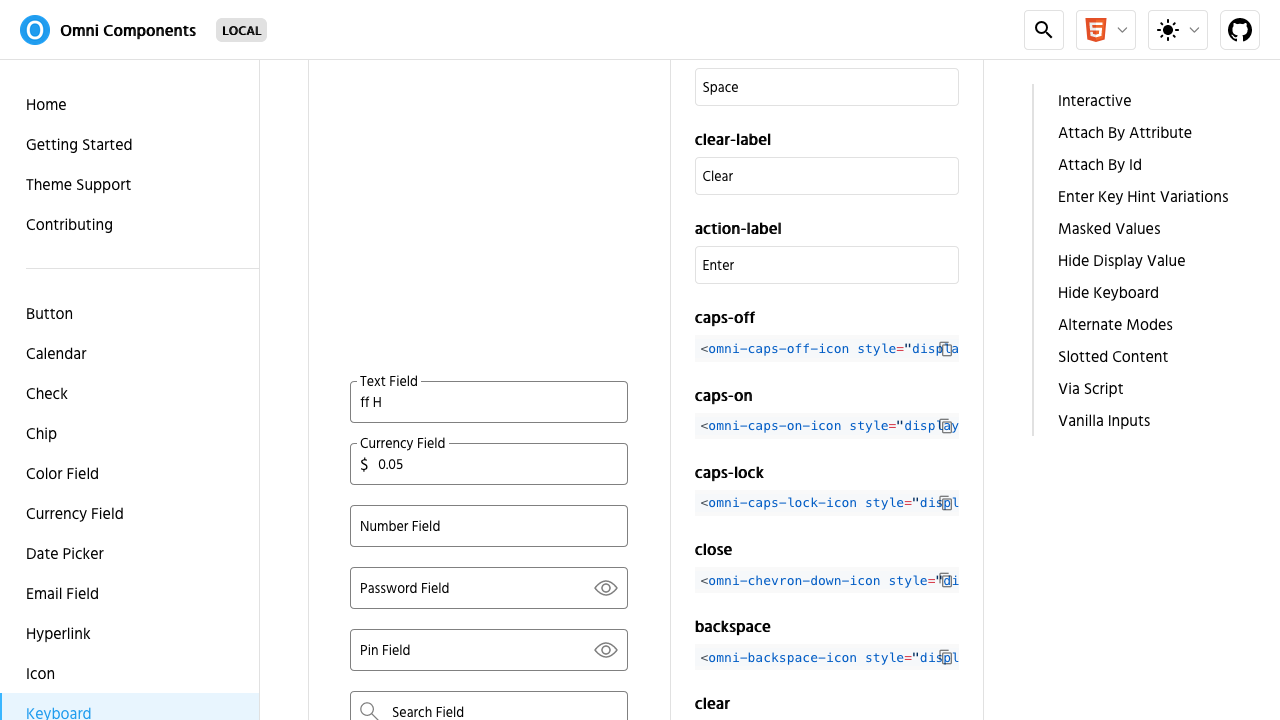 Omni Components
LOCAL
Home
Getting Started
Theme Support
Contributing
Button
Calendar
Check
Chip
Color Field
Currency Field
Date Picker
Email Field
Hyperlink
Icon
Keyboard
Text Field
ff H
Currency Field
$ 0.05
Number Field
Password Field
Pin Field
Search Field
Space
clear-label
Clear
action-label
Enter
caps-off
<omni-caps-off-icon style="displa
caps-on
<omni-caps-on-icon style="display
caps-lock
<omni-caps-lock-icon style="displ
close
<omni-chevron-down-icon style="di
backspace
<omni-backspace-icon style="displ
clear
Interactive
Attach By Attribute
Attach By Id
Enter Key Hint Variations
Masked Values
Hide Display Value
Hide Keyboard
Alternate Modes
Slotted Content
Via Script
Vanilla Inputs